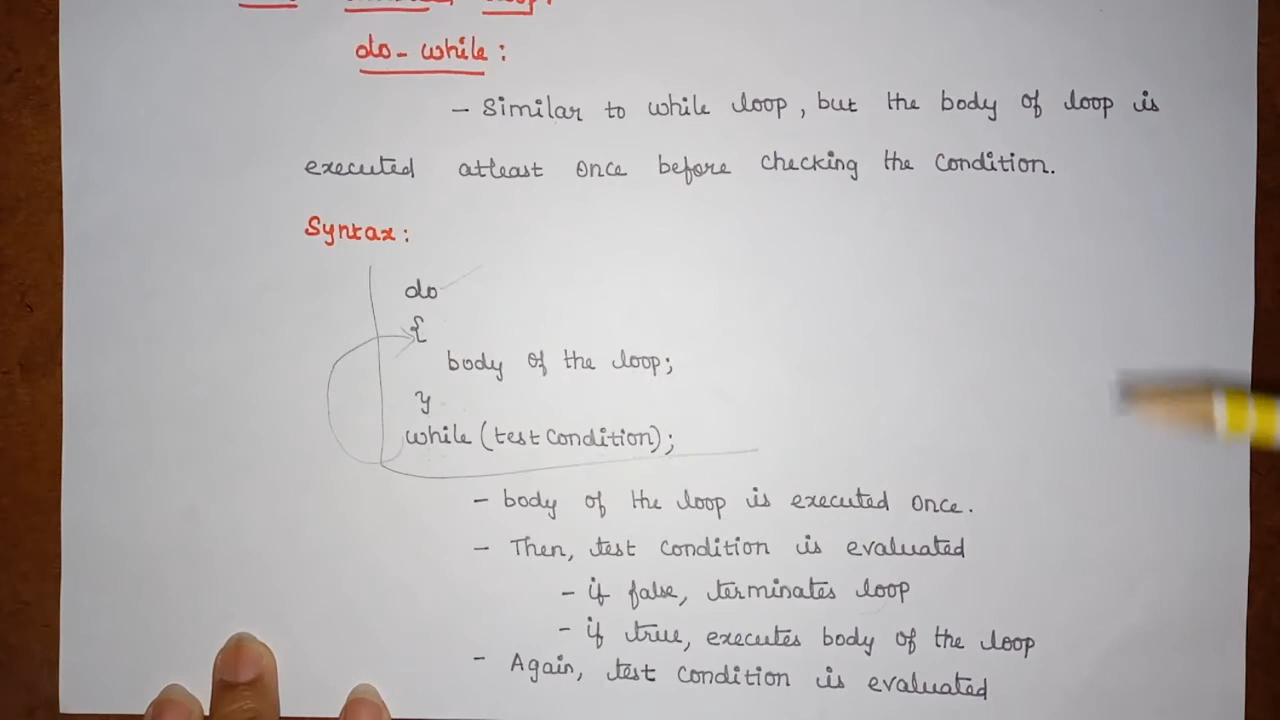 do - while :
- Similar to while loop, but the body of loop is
executed atleast once before checking the condition.
Syntax :
do
{
body of the loop;
}
while (test condition);
- body of the loop is executed once.
- Then, test condition is evaluated
- if false, terminates loop
- if true, executes body of the loop
- Again, test condition is evaluated